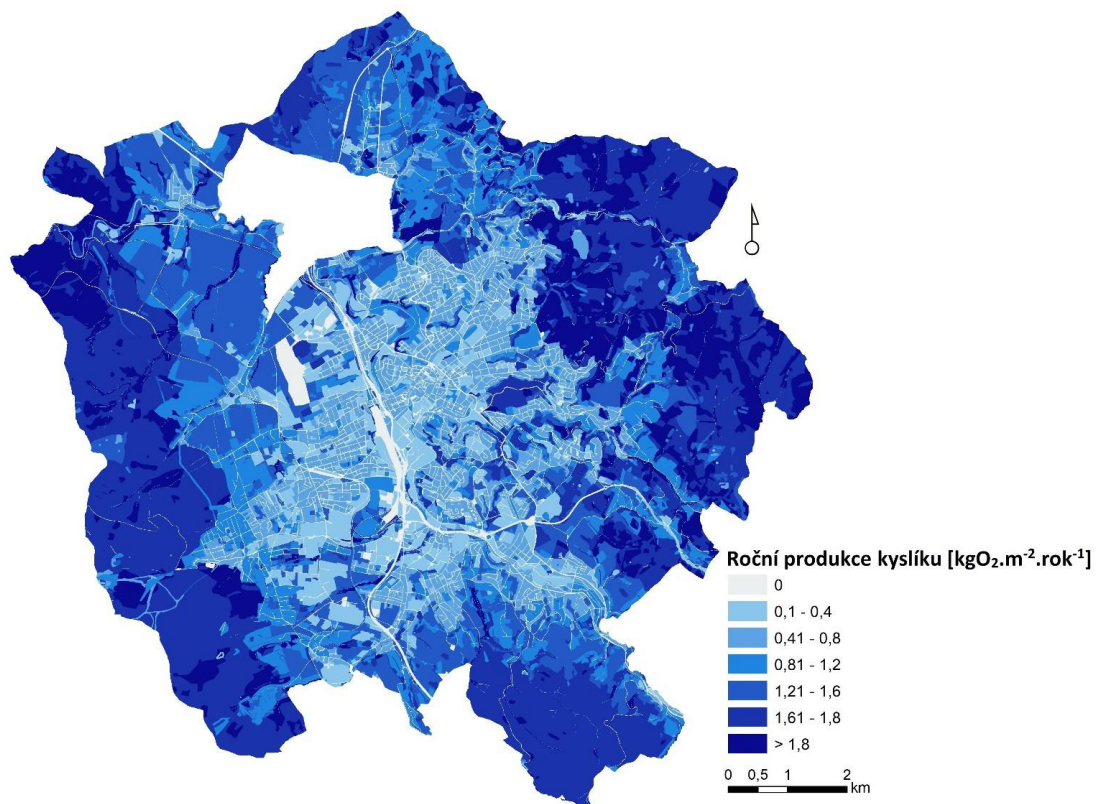 Roční produkce kyslíku [kgO₂.m⁻².rok⁻¹]
0
0,1 - 0,4
0,41 - 0,8
0,81 - 1,2
1,21 - 1,6
1,61 - 1,8
> 1,8
0 0,5 1 2
km